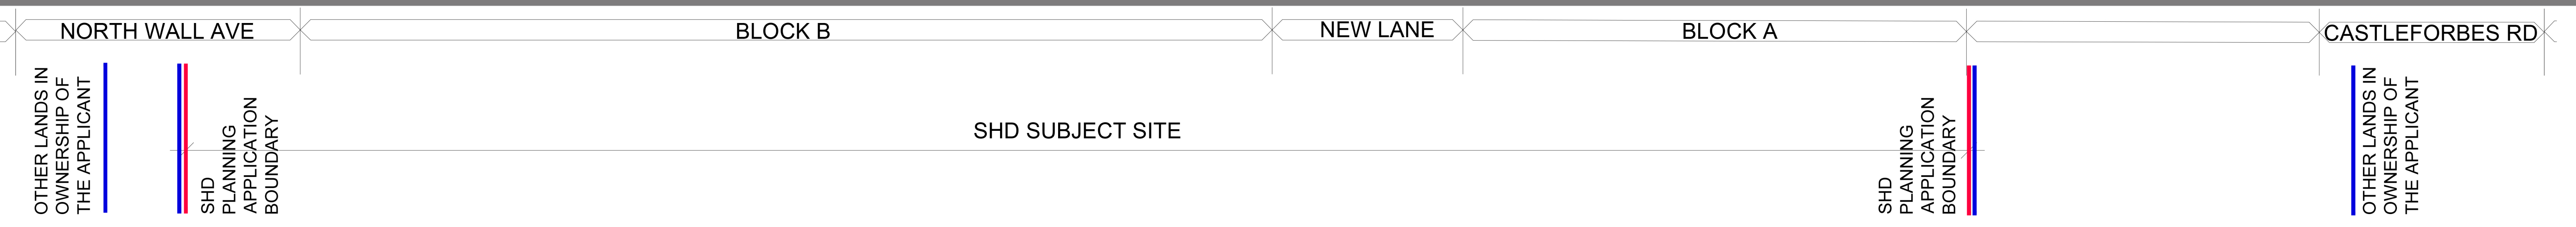 NORTH WALL AVE
BLOCK B
NEW LANE
BLOCK A
CASTLEFORBES RD
OTHER LANDS IN
OWNERSHIP OF
THE APPLICANT
SHD
PLANNING
APPLICATION
BOUNDARY
SHD SUBJECT SITE
SHD
PLANNING
APPLICATION
BOUNDARY
OTHER LANDS IN
OWNERSHIP OF
THE APPLICANT